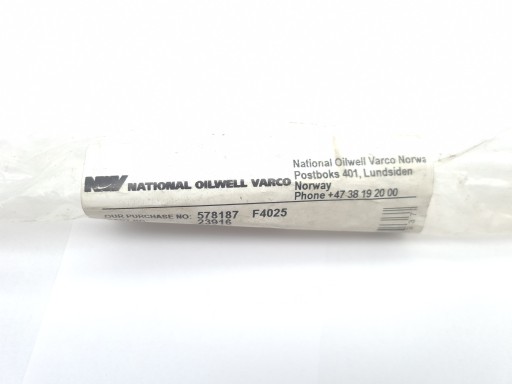 NOV NATIONAL OILWELL VARCO
National Oilwell Varco Norwa
Postboks 401, Lundsiden
Norway
Phone +47 38 19 20 00
OUR PURCHASE NO: 578187 F4025
23916